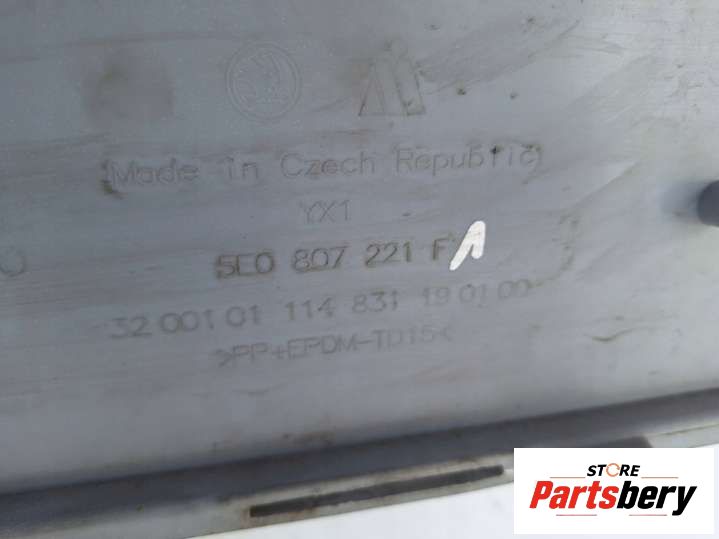 Made in Czech Republic
YX1
5E0 807 221 F
32 001 01 114 831 19 01 00
>PP+EPDM-TD15<
STORE
Partsbery